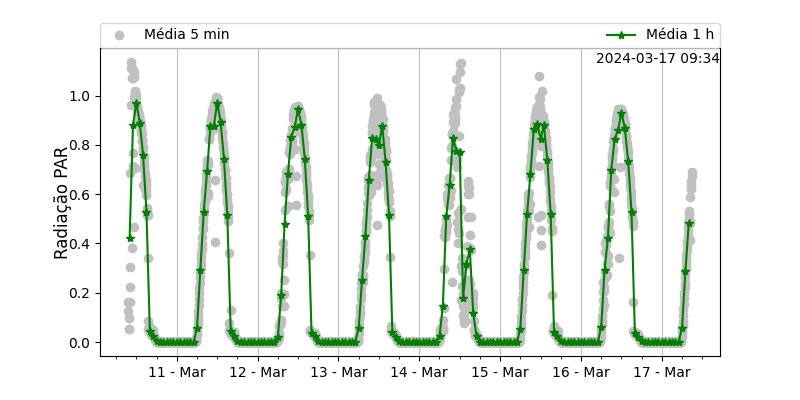 Média 5 min
Média 1 h
2024-03-17 09:34
Radiação PAR
1.0
0.8
0.6
0.4
0.2
0.0
11 - Mar
12 - Mar
13 - Mar
14 - Mar
15 - Mar
16 - Mar
17 - Mar